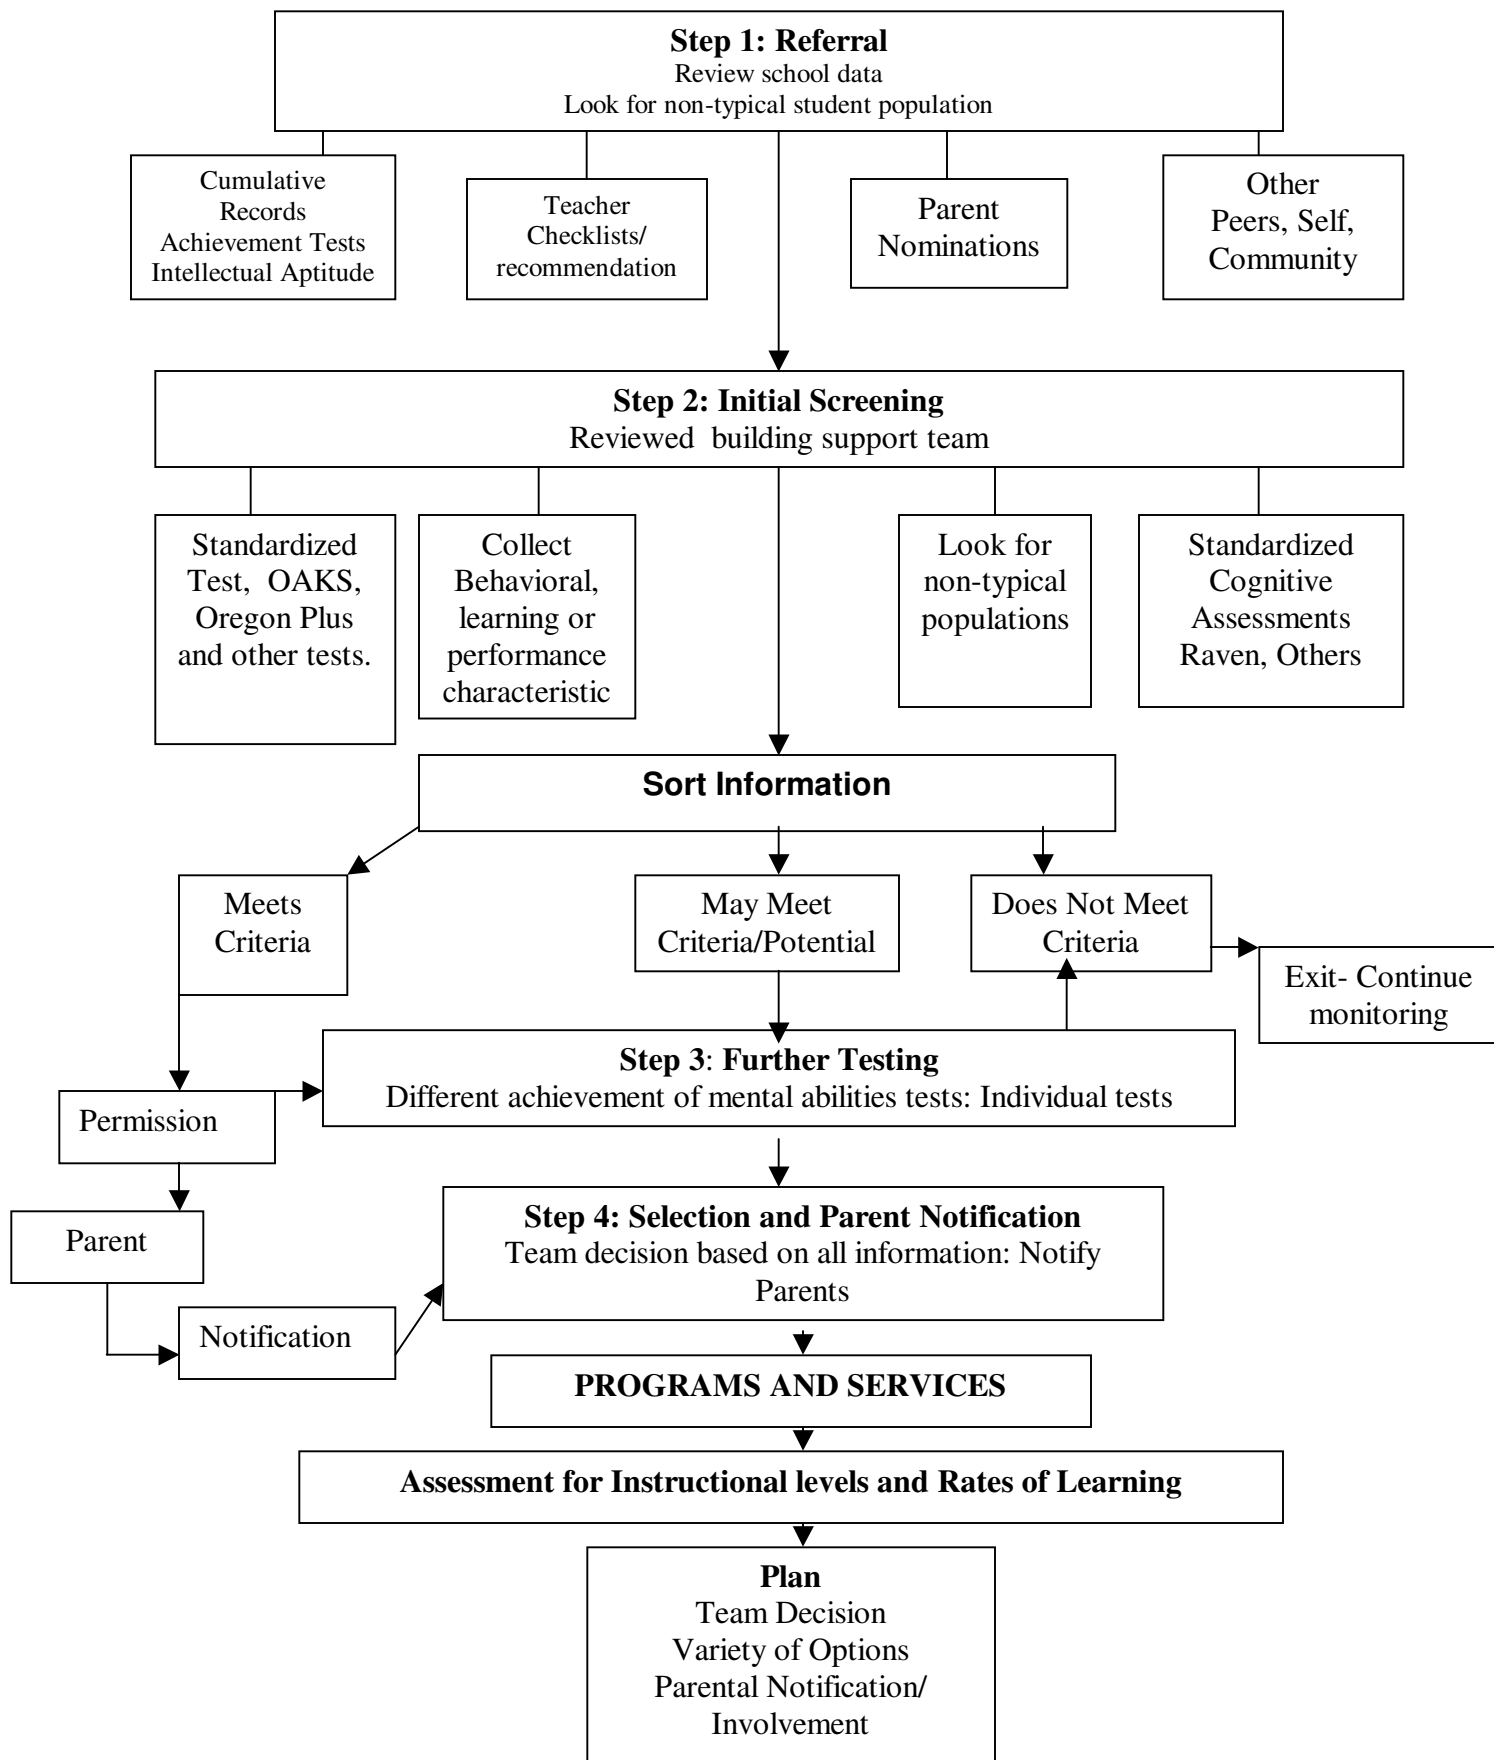 Step 1: Referral
Review school data
Look for non-typical student population
Cumulative
Records
Achievement Tests
Intellectual Aptitude
Teacher
Checklists/
recommendation
Parent
Nominations
Other
Peers, Self,
Community
Step 2: Initial Screening
Reviewed building support team
Standardized
Test, OAKS,
Oregon Plus
and other tests.
Collect
Behavioral,
learning or
performance
characteristic
Look for
non-typical
populations
Standardized
Cognitive
Assessments
Raven, Others
Sort Information
Meets
Criteria
May Meet
Criteria/Potential
Does Not Meet
Criteria
Exit- Continue
monitoring
Step 3: Further Testing
Different achievement of mental abilities tests: Individual tests
Permission
Parent
Notification
Step 4: Selection and Parent Notification
Team decision based on all information: Notify
Parents
PROGRAMS AND SERVICES
Assessment for Instructional levels and Rates of Learning
Plan
Team Decision
Variety of Options
Parental Notification/
Involvement